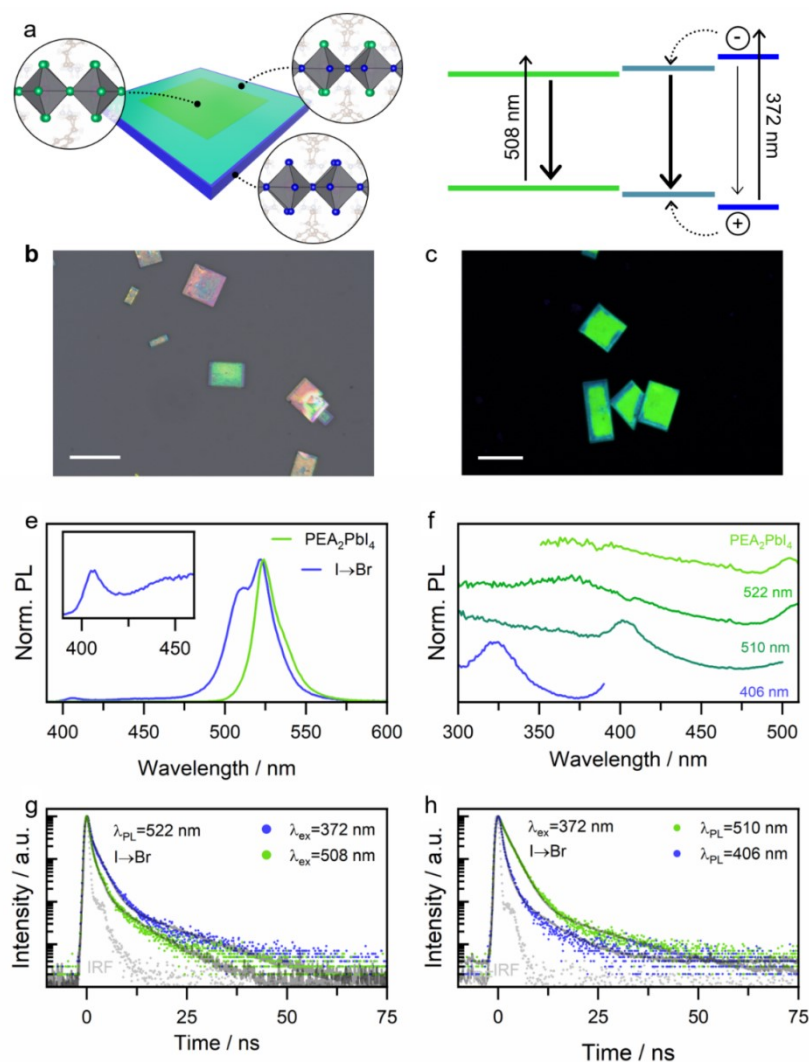 a
508 nm
372 nm
-
+
b
c
e
PEA₂PbI₄
I→Br
400
450
Norm. PL
400
450
500
550
600
Wavelength / nm
f
PEA₂PbI₄
522 nm
510 nm
406 nm
Norm. PL
300
350
400
450
500
Wavelength / nm
g
λPL=522 nm
I→Br
λex=372 nm
λex=508 nm
IRF
Intensity / a.u.
0
25
50
75
Time / ns
h
λex=372 nm
I→Br
λPL=510 nm
λPL=406 nm
IRF
Intensity / a.u.
0
25
50
75
Time / ns